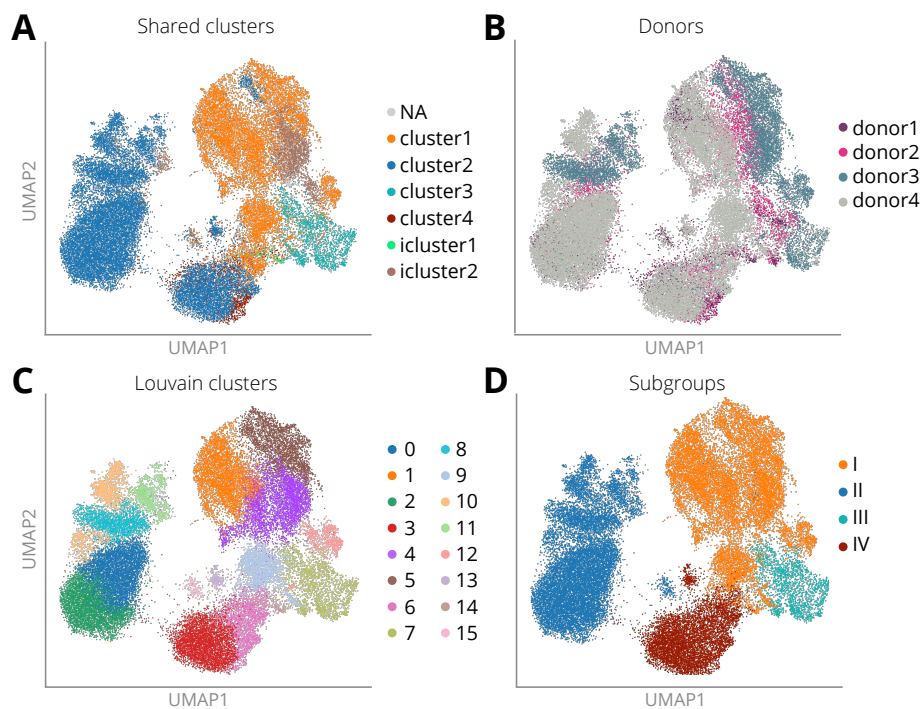 A
Shared clusters
UMAP2
UMAP1
NA
cluster1
cluster2
cluster3
cluster4
icluster1
icluster2
B
Donors
UMAP1
donor1
donor2
donor3
donor4
C
Louvain clusters
UMAP2
UMAP1
0 8
1 9
2 10
3 11
4 12
5 13
6 14
7 15
D
Subgroups
UMAP1
I
II
III
IV